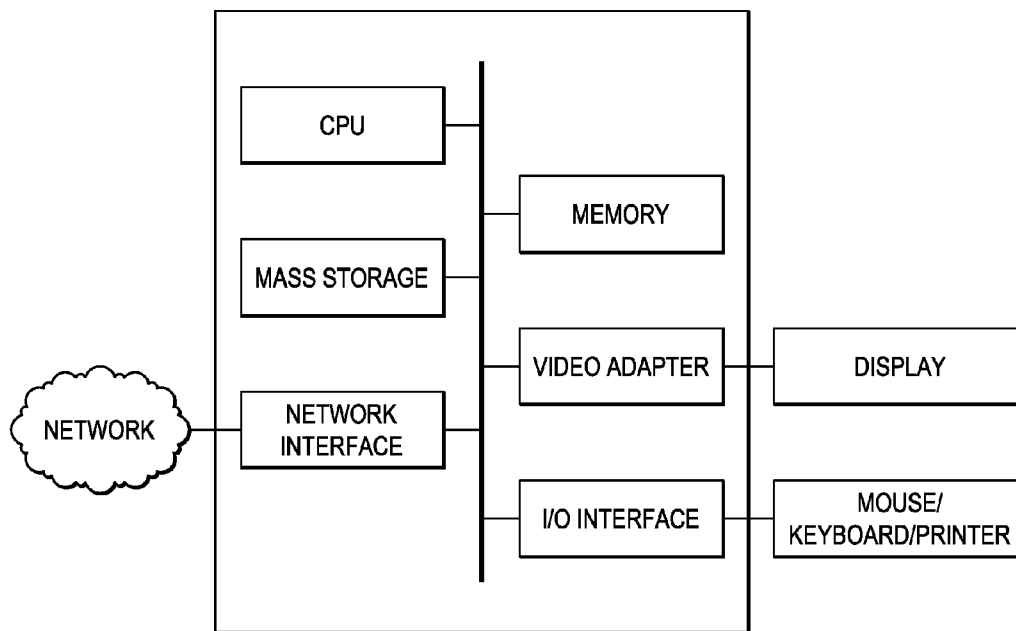 CPU
MEMORY
MASS STORAGE
VIDEO ADAPTER
DISPLAY
NETWORK
NETWORK
INTERFACE
I/O INTERFACE
MOUSE/
KEYBOARD/PRINTER